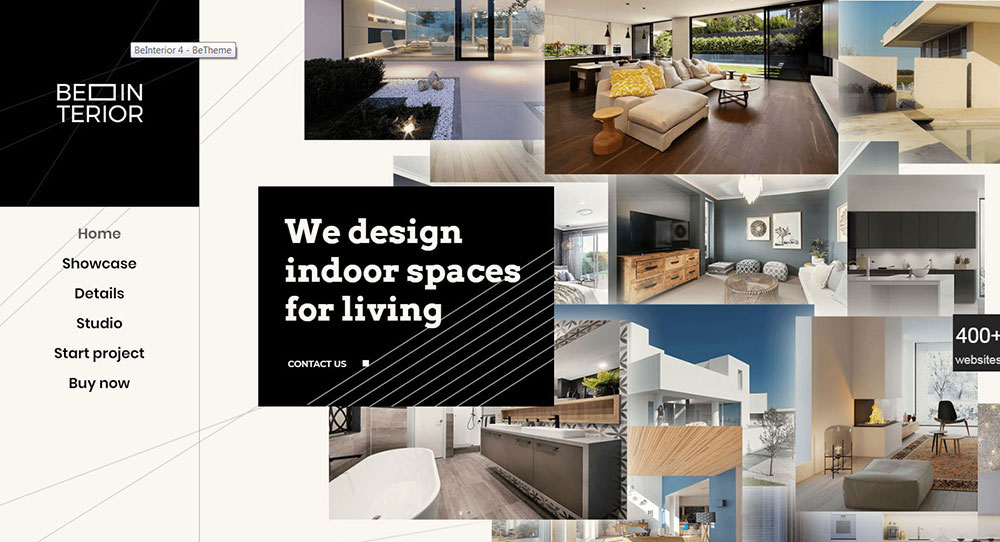 BeInterior 4 - BeTheme
BE IN
TERIOR
Home
Showcase
Details
Studio
Start project
Buy now
We design
indoor spaces
for living
CONTACT US
400+
websites